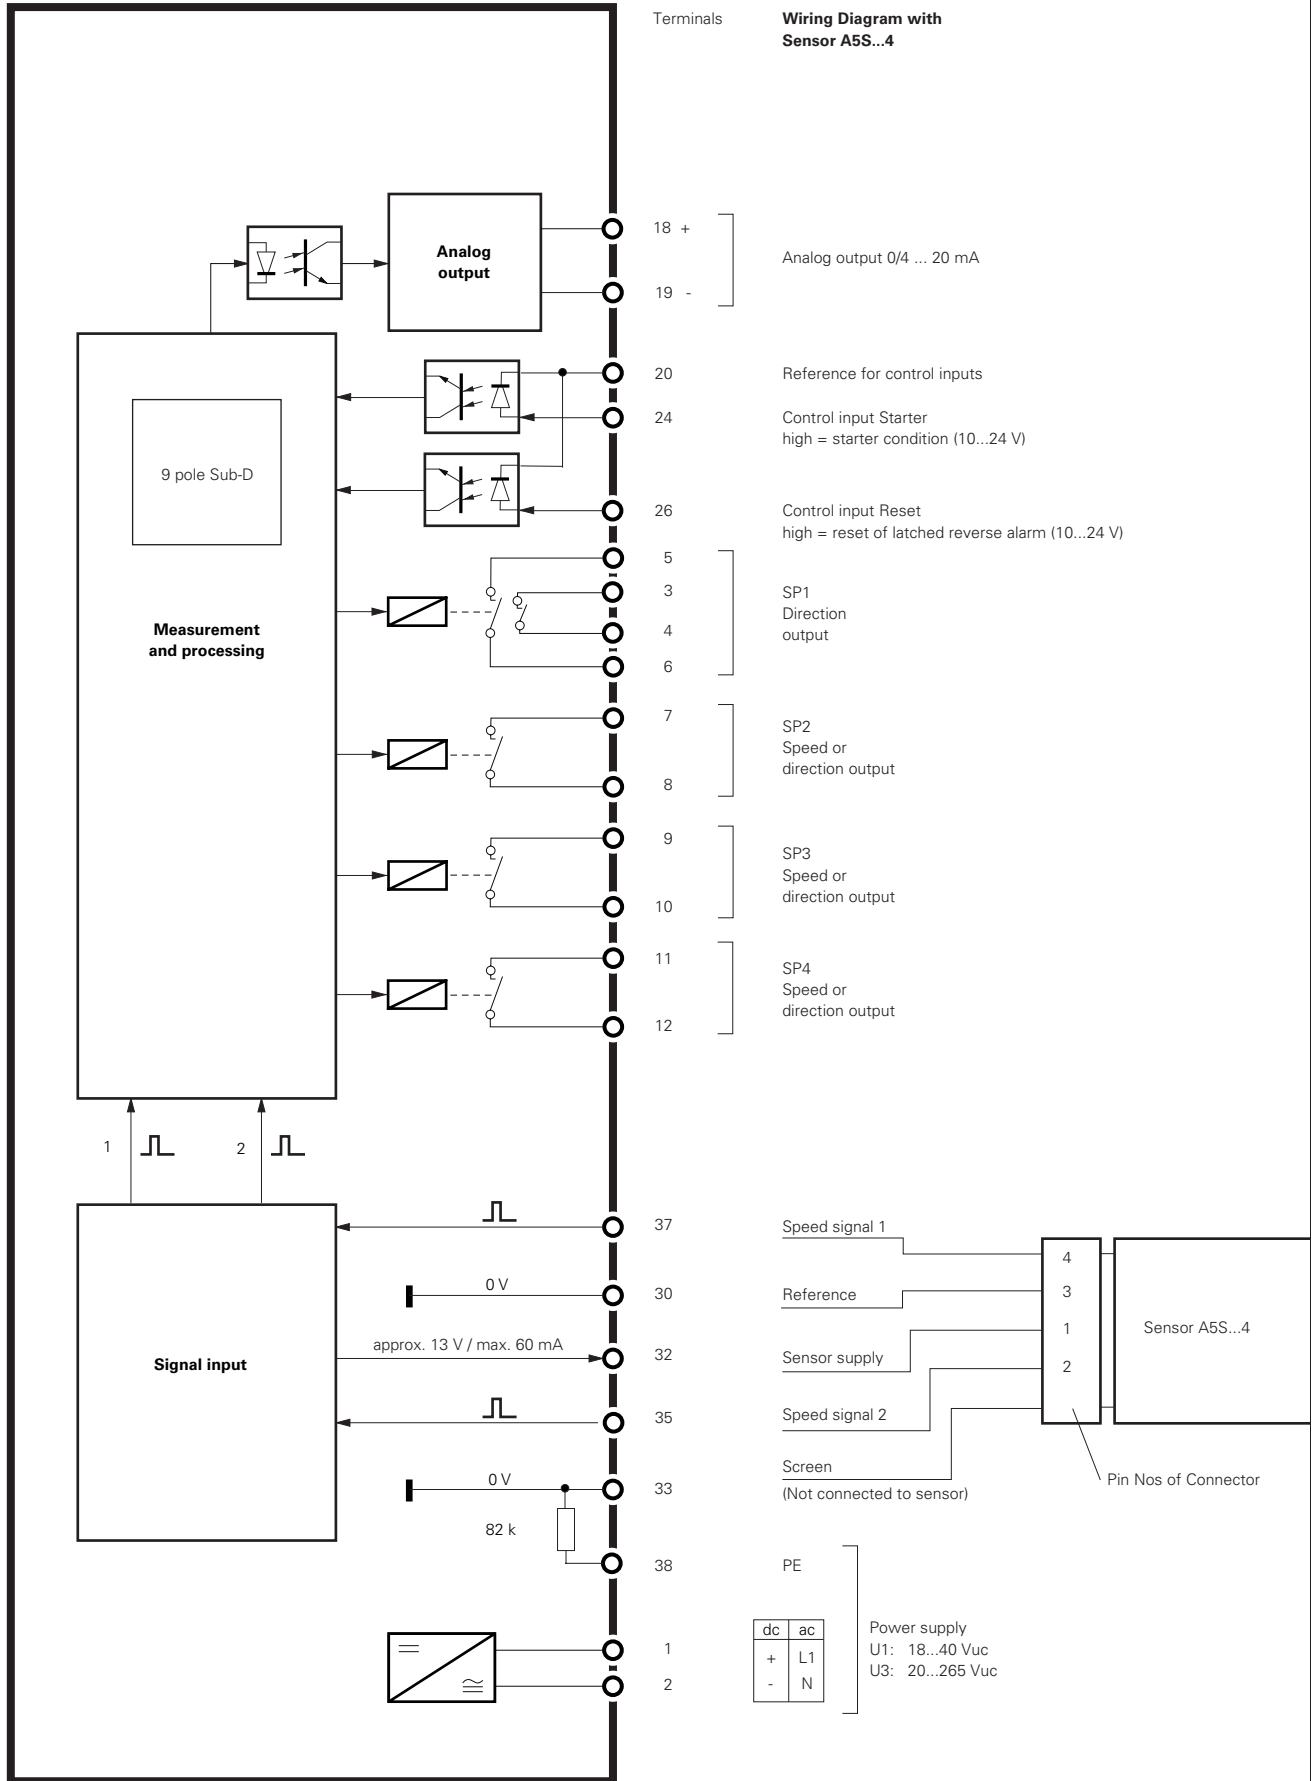 Terminals
Wiring Diagram with
Sensor A5S...4
Analog
output
18 +
19 -
Analog output 0/4 ... 20 mA
20
Reference for control inputs
24
Control input Starter
high = starter condition (10...24 V)
9 pole Sub-D
26
Control input Reset
high = reset of latched reverse alarm (10...24 V)
5
3
4
6
SP1
Direction
output
Measurement
and processing
7
8
SP2
Speed or
direction output
9
10
SP3
Speed or
direction output
11
12
SP4
Speed or
direction output
1
2
37
Speed signal 1
4
0 V
30
Reference
3
Signal input
approx. 13 V / max. 60 mA
32
Sensor supply
1
Sensor A5S...4
35
Speed signal 2
2
0 V
33
Screen
(Not connected to sensor)
Pin Nos of Connector
82 k
38
PE
1
2
dc ac
+ L1
- N
Power supply
U1: 18...40 Vuc
U3: 20...265 Vuc